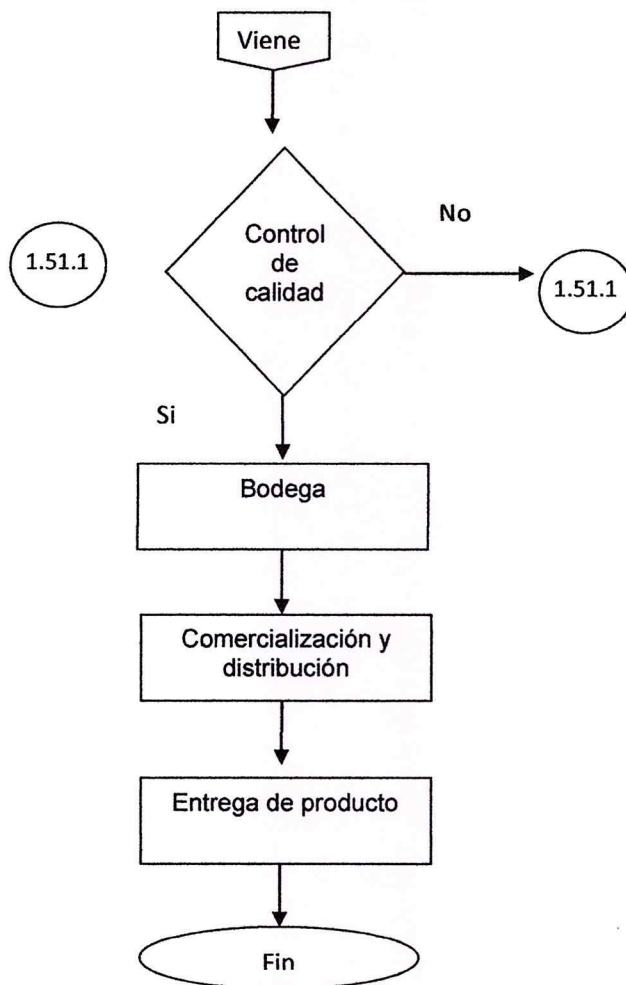 Viene
No
Control
de
calidad
1.51.1
1.51.1
Si
Bodega
Comercialización y
distribución
Entrega de producto
Fin